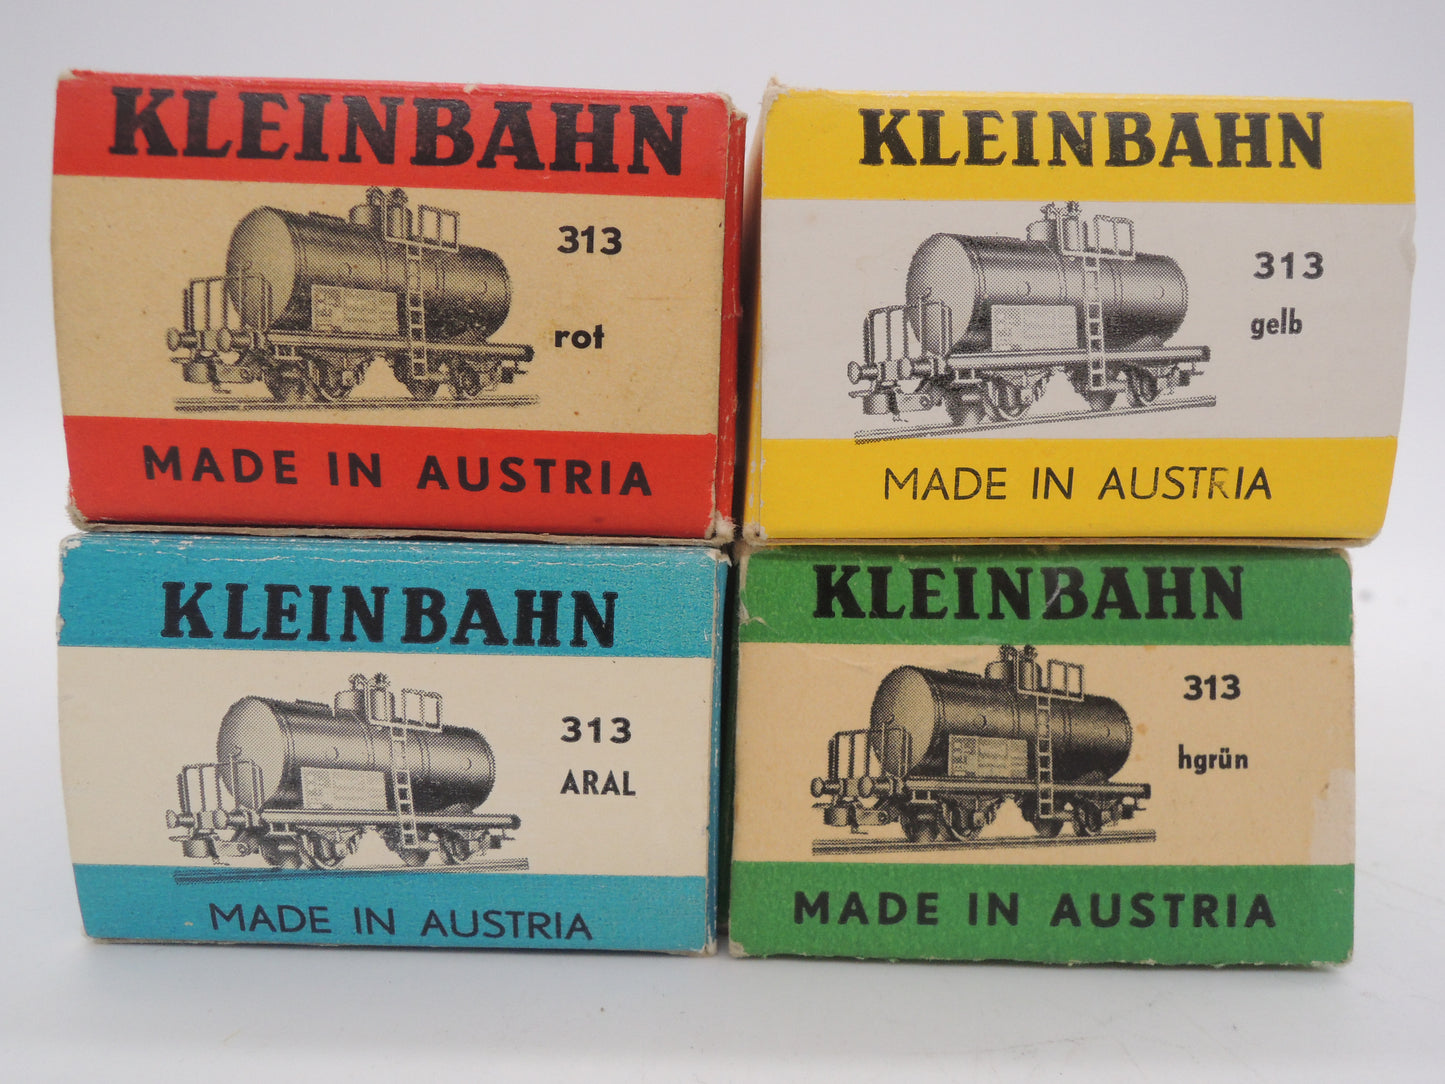 KLEINBAHN
313
rot
MADE IN AUSTRIA
KLEINBAHN
313
gelb
MADE IN AUSTRIA
KLEINBAHN
313
ARAL
MADE IN AUSTRIA
KLEINBAHN
313
hgrün
MADE IN AUSTRIA